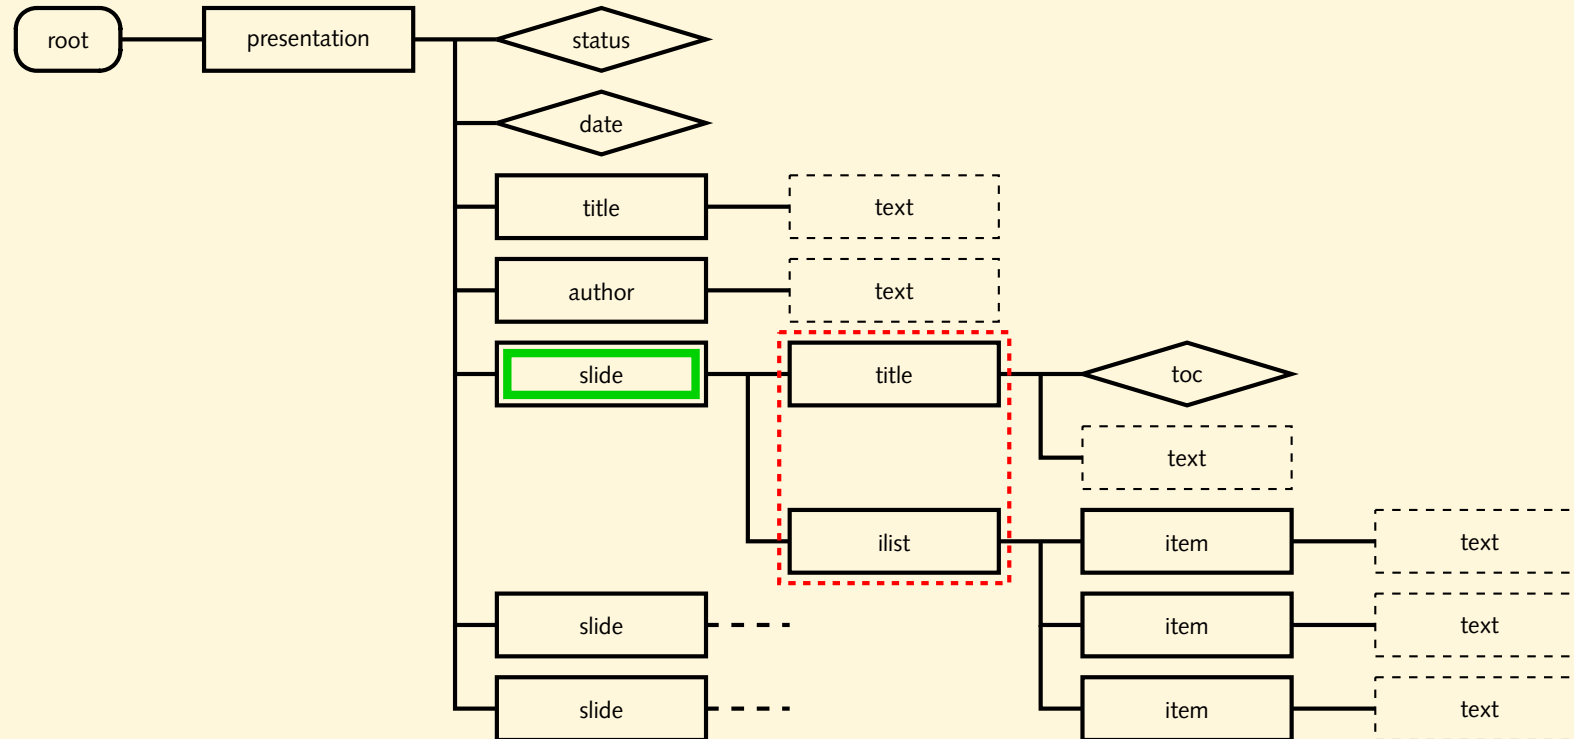 root presentation status
date
title text
author text
slide title toc
text
ilist item text
slide item text
slide item text